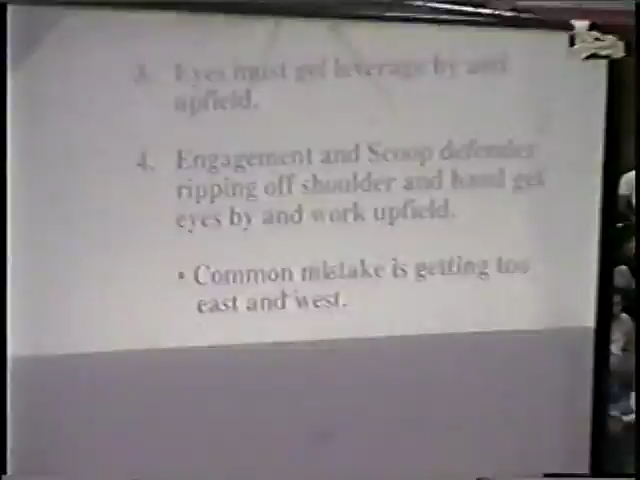 3. Eyes must get leverage by and
upfield.
4. Engagement and Scoop defender
ripping off shoulder and hand get
eyes by and work upfield.
• Common mistake is getting too
east and west.